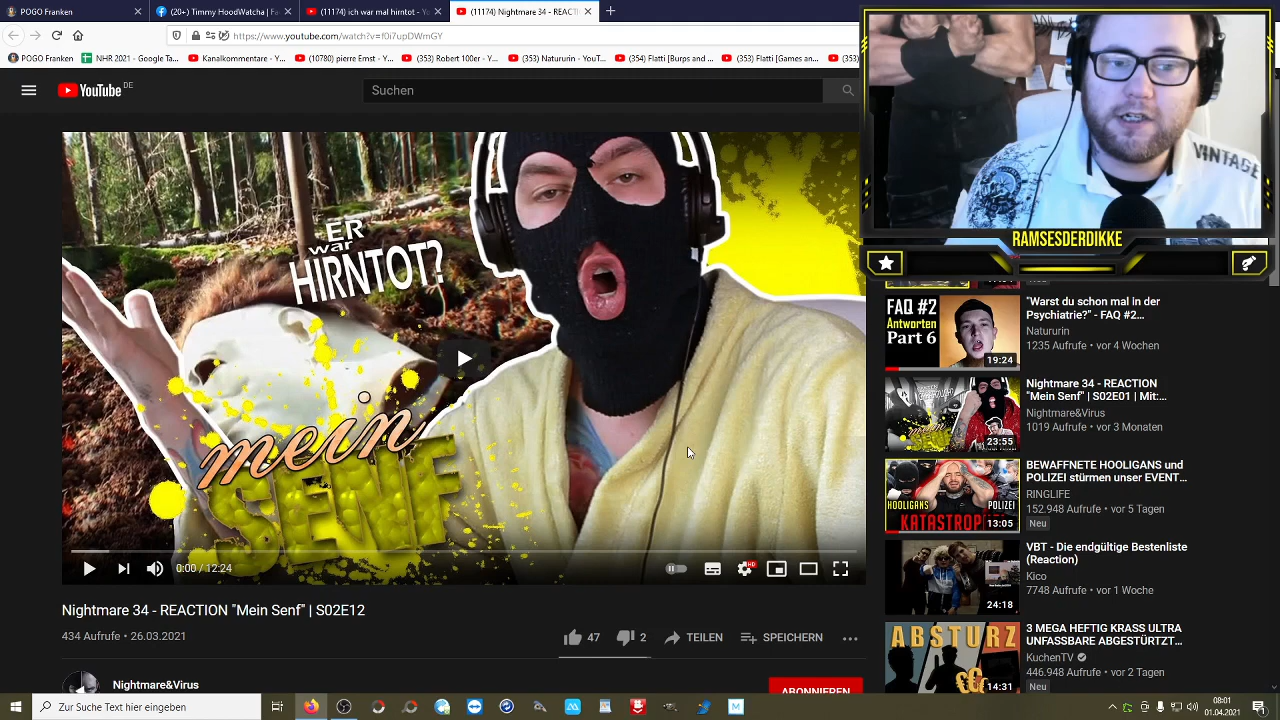 POGO Franken
(20+) Timmy HoodWatcha | Fa
(11174) ich war mal hirntot - Yo
(11174) Nightmare 34 - REACTI
https://www.youtube.com/watch?v=f0i7upDWmGY
POGO Franken
NHR 2021 - Google Ta...
Kanalkommentare - Y...
(10780) pierre Emst - ...
(353) Robert 100er - Y...
(353) Natururin - YouT...
(354) Flatti [Burps and ...
(353) Flatti [Games an
(353)
YouTube DE
Suchen
VINTAGE
RAMSESDERDIKKE
ER
war
HIRNTOT?
mein
SENF
0:00 / 12:24
HD
Nightmare 34 - REACTION "Mein Senf" | S02E12
434 Aufrufe • 26.03.2021
47
2
TEILEN
SPEICHERN
Nightmare&Virus
ABONNIEREN
FAQ #2
Antworten
Part 6
19:24
"Warst du schon mal in der
Psychiatrie?" - FAQ #2...
Natururin
1235 Aufrufe • vor 4 Wochen
mein
23:55
Nightmare 34 - REACTION
"Mein Senf" | S02E01 | Mit:...
Nightmare&Virus
1019 Aufrufe • vor 3 Monaten
HOOLIGANS
POLIZEI
KATASTROPHE
13:05
BEWAFFNETE HOOLIGANS und
POLIZEI stürmen unser EVENT...
RINGLIFE
152.948 Aufrufe • vor 5 Tagen
Neu
24:18
VBT - Die endgültige Bestenliste
(Reaction)
Kico
7748 Aufrufe • vor 1 Woche
ABSTURZ
14:31
3 MEGA HEFTIG KRASS ULTRA
UNFASSBARE ABGESTÜRTZT...
KuchenTV
446.948 Aufrufe • vor 2 Tagen
Neu
Zur Suche Text hier eingeben
08:01
01.04.2021